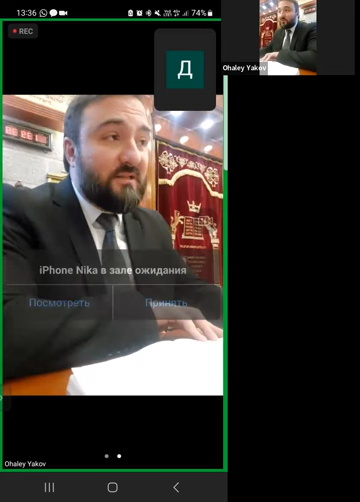 13:36
74%
REC
Д
Ohaley Yakov
iPhone Nika в зале ожидания
Посмотреть
Принять
Ohaley Yakov